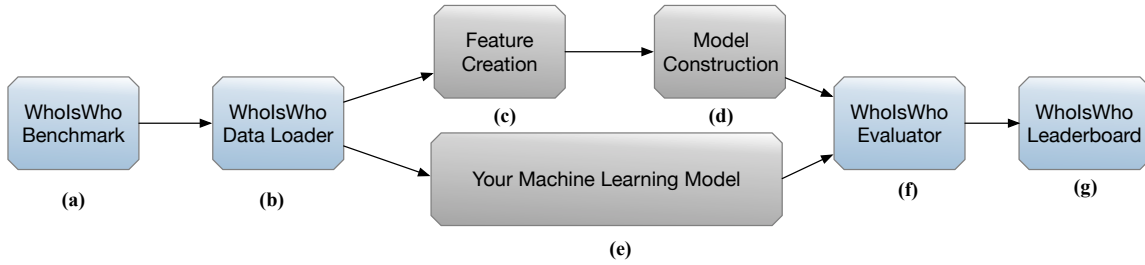 WhoIsWho
Benchmark
(a)
WhoIsWho
Data Loader
(b)
Feature
Creation
(c)
Model
Construction
(d)
Your Machine Learning Model
(e)
WhoIsWho
Evaluator
(f)
WhoIsWho
Leaderboard
(g)